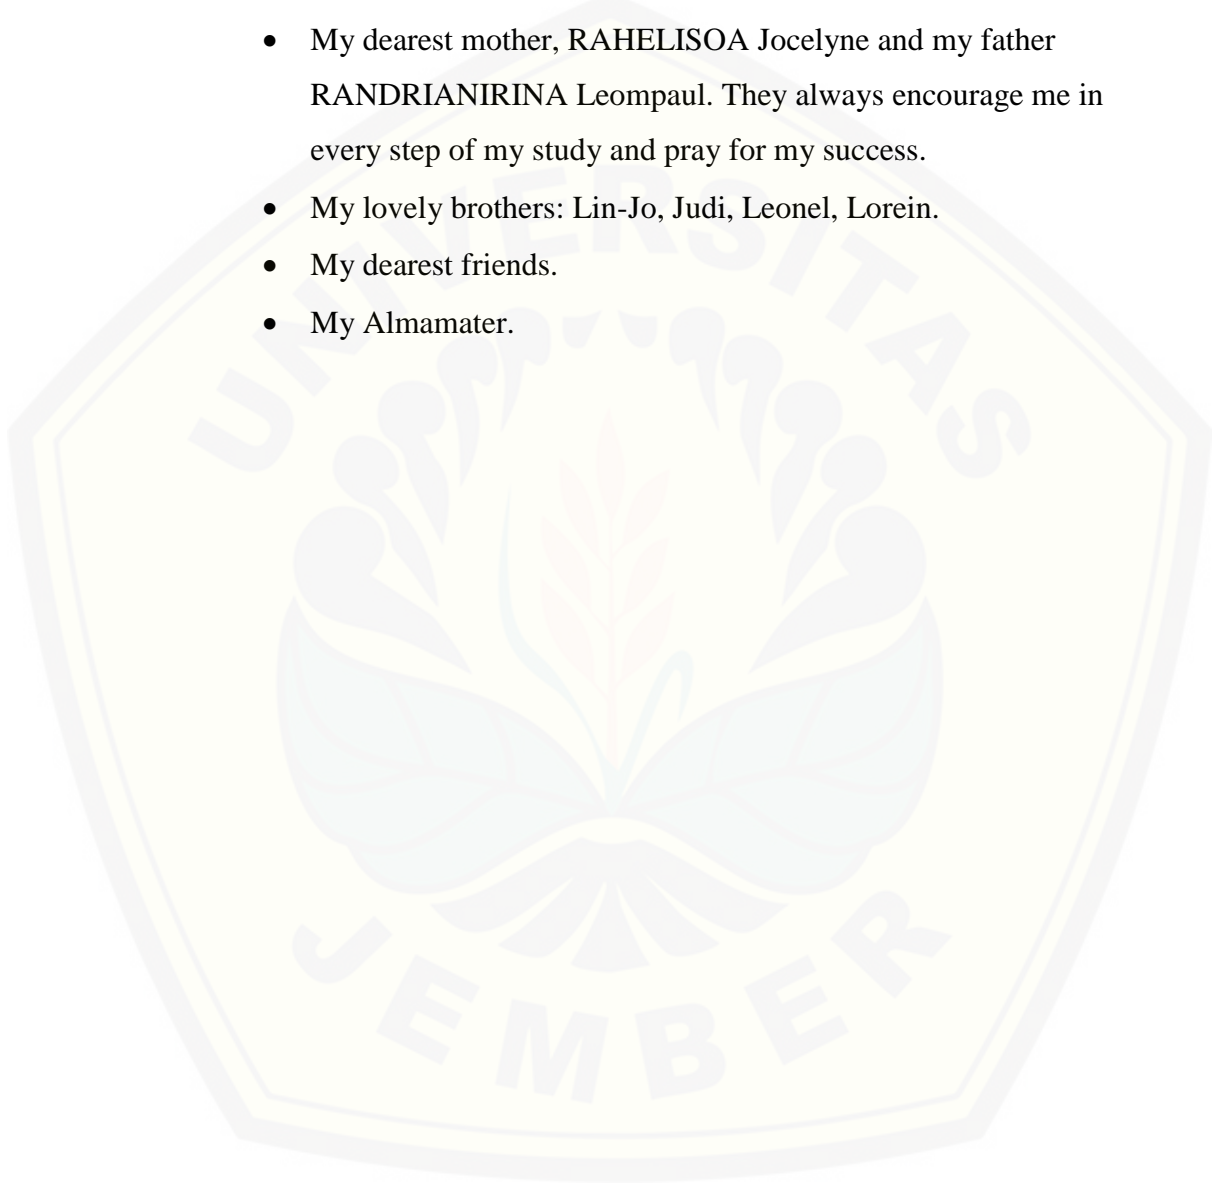 • My dearest mother, RAHELISOA Jocelyne and my father
RANDRIANIRINA Leompaul. They always encourage me in
every step of my study and pray for my success.
• My lovely brothers: Lin-Jo, Judi, Leonel, Lorein.
• My dearest friends.
• My Almamater.
UNIVERSITAS
JEMBER